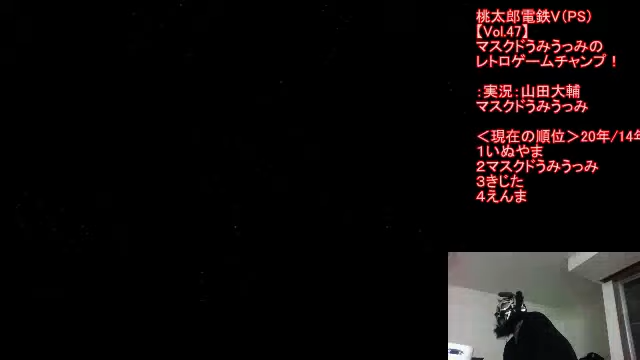 桃太郎電鉄V(PS)
【Vol.47】
マスクドうみうっみの
レトロゲームチャンプ！
:実況:山田大輔
マスクドうみうっみ
＜現在の順位＞20年/14年
1いぬやま
2マスクドうみうっみ
3きじた
4えんま